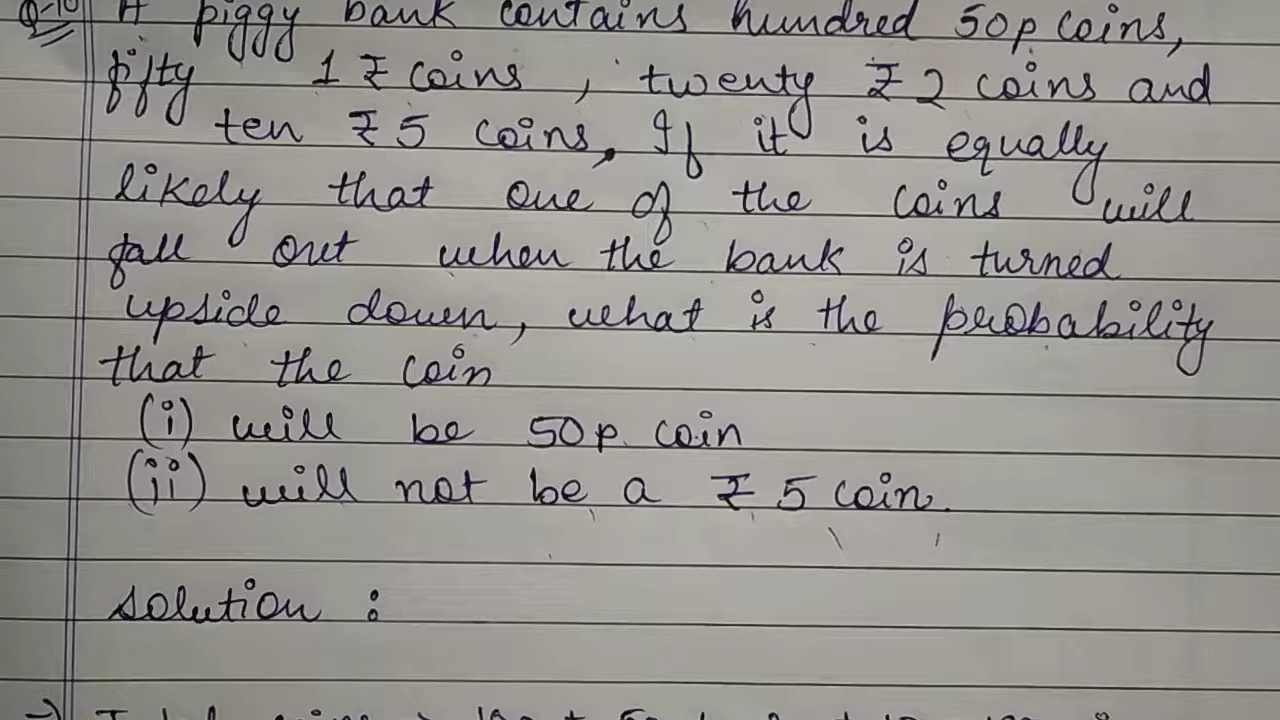 Q-10 A piggy bank contains hundred 50p coins,
fifty 1₹ coins, twenty ₹2 coins and
ten ₹5 coins, If it is equally
likely that one of the coins will
fall out when the bank is turned
upside down, what is the probability
that the coin
(i) will be 50p. coin
(ii) will not be a ₹5 coin.
solution :